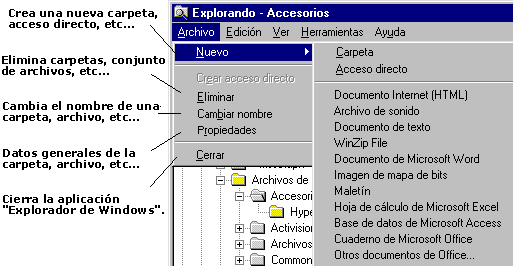 Crea una nueva carpeta,
acceso directo, etc...
Elimina carpetas, conjunto
de archivos, etc...
Cambia el nombre de una
carpeta, archivo, etc...
Datos generales de la
carpeta, archivo, etc...
Cierra la aplicación
"Explorador de Windows".
Explorando - Accesorios
Archivo Edición Ver Herramientas Ayuda
Nuevo
Crear acceso directo
Eliminar
Cambiar nombre
Propiedades
Cerrar
Carpeta
Acceso directo
Documento Internet (HTML)
Archivo de sonido
Documento de texto
WinZip File
Documento de Microsoft Word
Imagen de mapa de bits
Maletín
Hoja de cálculo de Microsoft Excel
Base de datos de Microsoft Access
Cuaderno de Microsoft Office
Otros documentos de Office...
Archivos de
Accesori
Hype
Activision
Archivos
Common